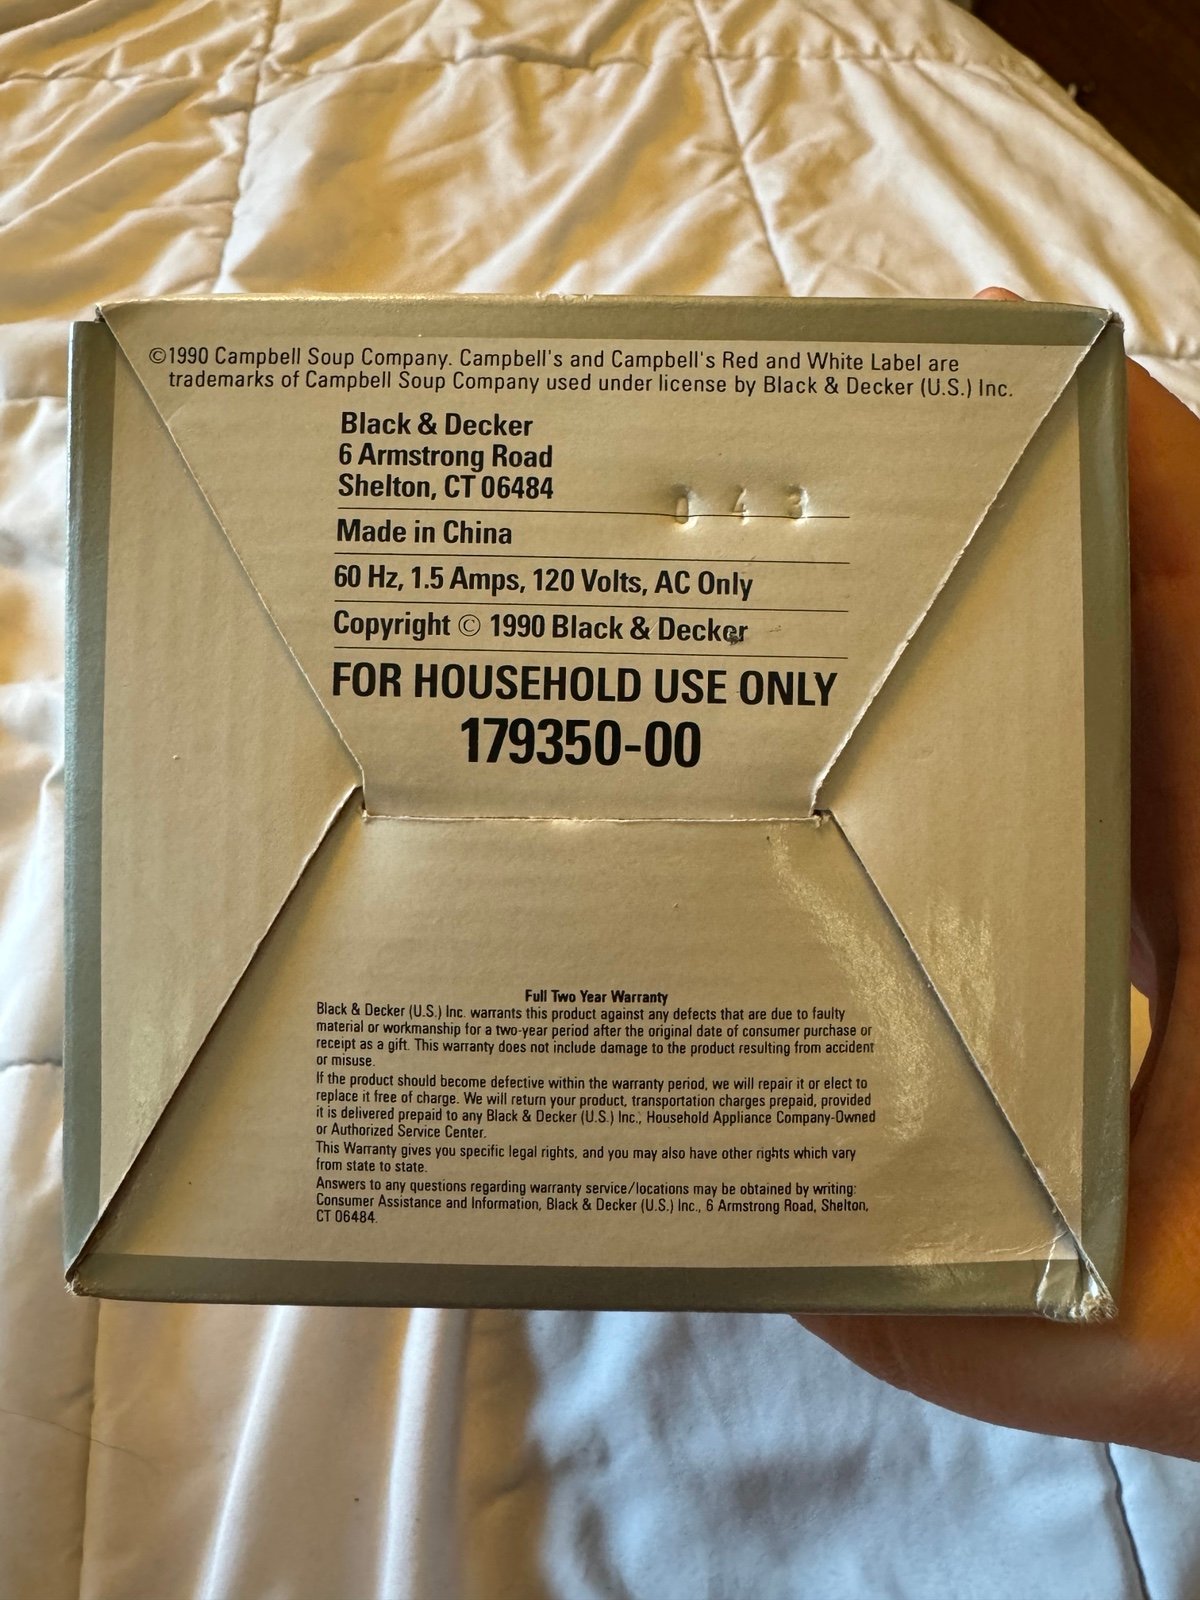 ©1990 Campbell Soup Company. Campbell's and Campbell's Red and White Label are
trademarks of Campbell Soup Company used under license by Black & Decker (U.S.) Inc.
Black & Decker
6 Armstrong Road
Shelton, CT 06484
043
Made in China
60 Hz, 1.5 Amps, 120 Volts, AC Only
Copyright © 1990 Black & Decker
FOR HOUSEHOLD USE ONLY
179350-00
Full Two Year Warranty
Black & Decker (U.S.) Inc. warrants this product against any defects that are due to faulty
material or workmanship for a two-year period after the original date of consumer purchase or
receipt as a gift. This warranty does not include damage to the product resulting from accident
or misuse.
If the product should become defective within the warranty period, we will repair it or elect to
replace it free of charge. We will return your product, transportation charges prepaid, provided
it is delivered prepaid to any Black & Decker (U.S.) Inc., Household Appliance Company-Owned
or Authorized Service Center.
This Warranty gives you specific legal rights, and you may also have other rights which vary
from state to state.
Answers to any questions regarding warranty service/locations may be obtained by writing:
Consumer Assistance and Information, Black & Decker (U.S.) Inc., 6 Armstrong Road, Shelton,
CT 06484.